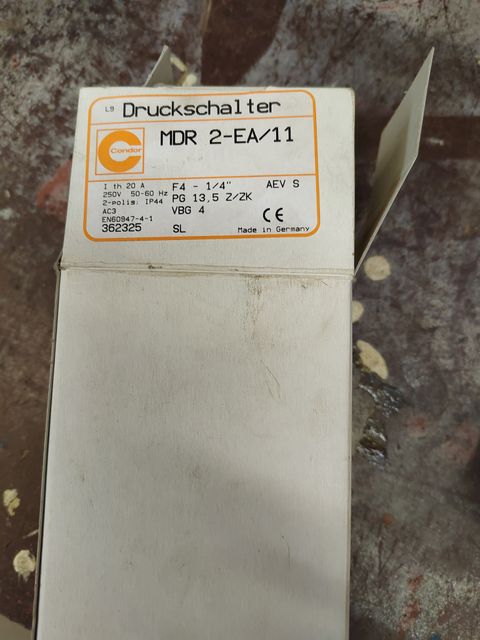 L9 Druckschalter
MDR 2-EA/11
Condor
I th 20 A
250V 50-60 Hz
2-polis. IP44
AC3
EN60947-4-1
362325
F4 - 1/4" AEV S
PG 13,5 Z/ZK
VBG 4 CE
SL Made in Germany